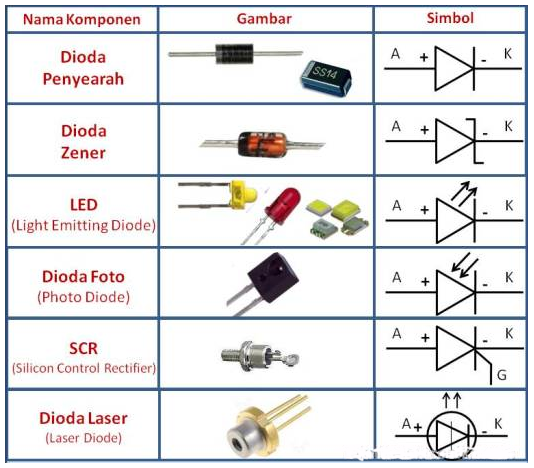 Nama Komponen Gambar Simbol
Dioda
Penyearah
SS14
A + - K
Dioda
Zener
A + - K
LED
(Light Emitting Diode)
A + - K
Dioda Foto
(Photo Diode)
A + - K
SCR
(Silicon Control Rectifier)
A + - K
G
Dioda Laser
(Laser Diode)
A + - K